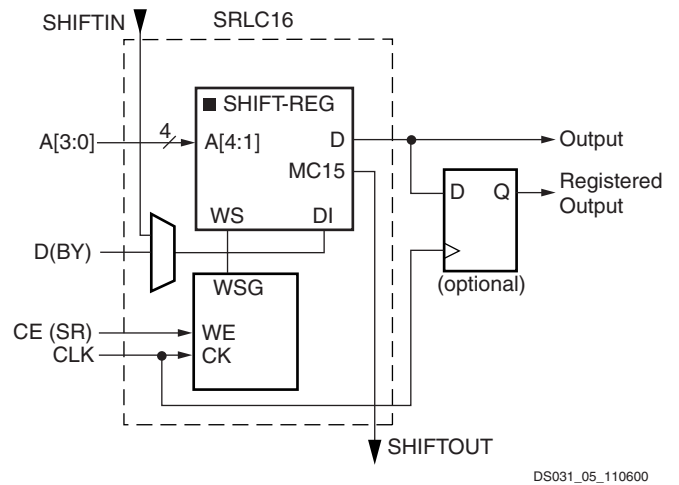 SHIFTIN
SRLC16
SHIFT-REG
A[3:0]
4
A[4:1]
D
MC15
Output
D Q
Registered
Output
WS
DI
D(BY)
WSG
(optional)
CE (SR)
WE
CLK
CK
SHIFTOUT
DS031_05_110600